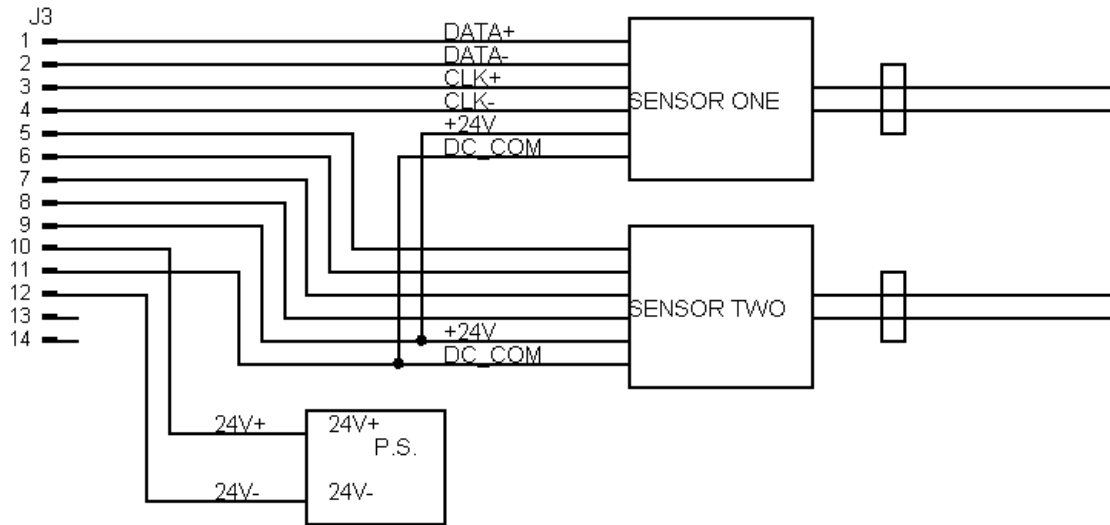 J3
1 DATA+
2 DATA-
3 CLK+
4 CLK-
5 +24V
6 DC_COM
7
8
9
10
11
12
13
14
SENSOR ONE
SENSOR TWO
+24V
DC_COM
24V+ 24V+
P.S.
24V- 24V-